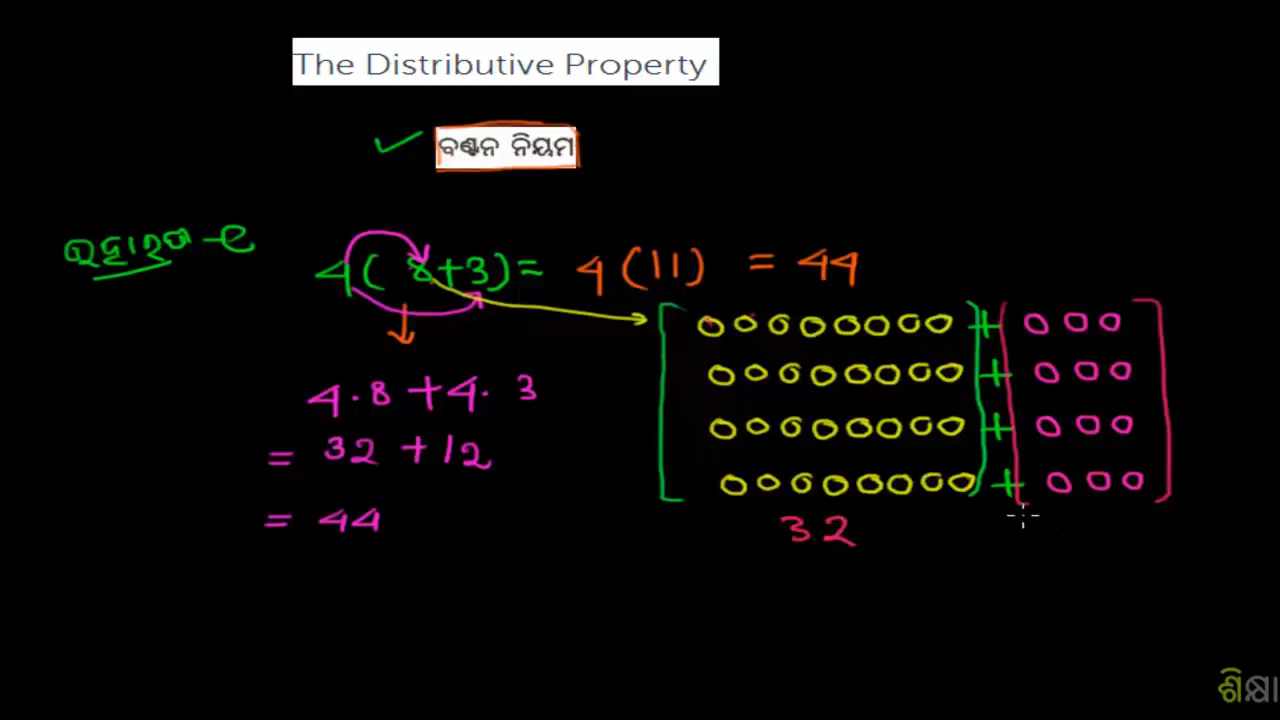 The Distributive Property
ବଣ୍ଟନ ନିୟମ
ଉଦାହରଣ -୧
4( 8+3) = 4 (11) = 44
4.8 + 4.3
= 32 + 12
= 44
+
+
+
+
32
ଶିକ୍ଷା